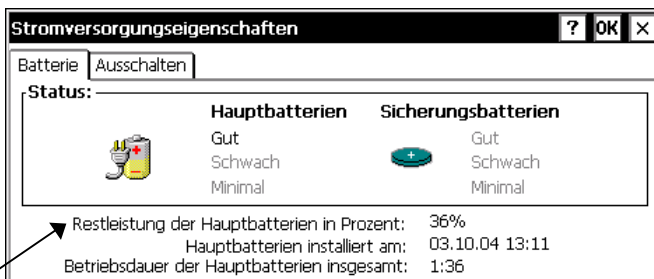 Stromversorgungseigenschaften ? OK ×
Batterie Ausschalten
Status:
Hauptbatterien Sicherungsbatterien
Gut Gut
Schwach Schwach
Minimal Minimal
Restleistung der Hauptbatterien in Prozent: 36%
Hauptbatterien installiert am: 03.10.04 13:11
Betriebsdauer der Hauptbatterien insgesamt: 1:36